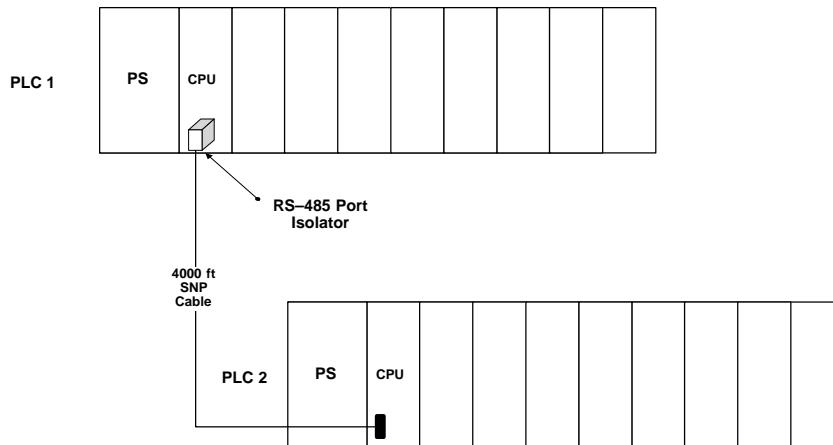 PLC 1
PS
CPU
RS–485 Port
Isolator
4000 ft
SNP
Cable
PLC 2
PS
CPU